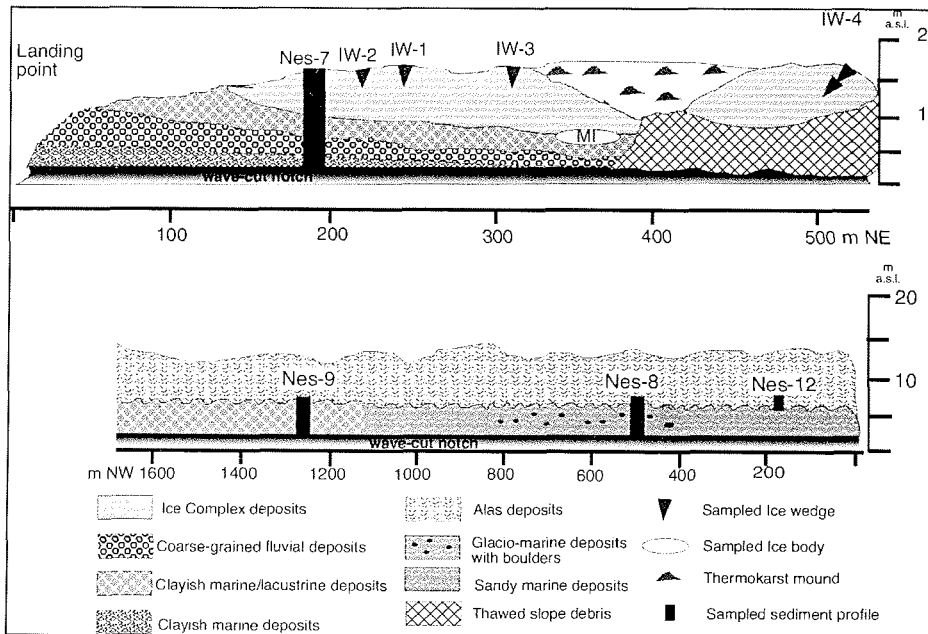 IW-4
m
a.s.l.
2
Landing
point
Nes-7
IW-2
IW-1
IW-3
1
MI
wave-cut notch
100
200
300
400
500 m NE
m
a.s.l.
20
Nes-9
Nes-8
Nes-12
10
wave-cut notch
m NW 1600
1400
1260
1000
800
600
400
200
Ice Complex deposits
Coarse-grained fluvial deposits
Clayish marine/lacustrine deposits
Clayish marine deposits
Alas deposits
Glacio-marine deposits
with boulders
Sandy marine deposits
Thawed slope debris
Sampled Ice wedge
Sampled Ice body
Thermokarst mound
Sampled sediment profile